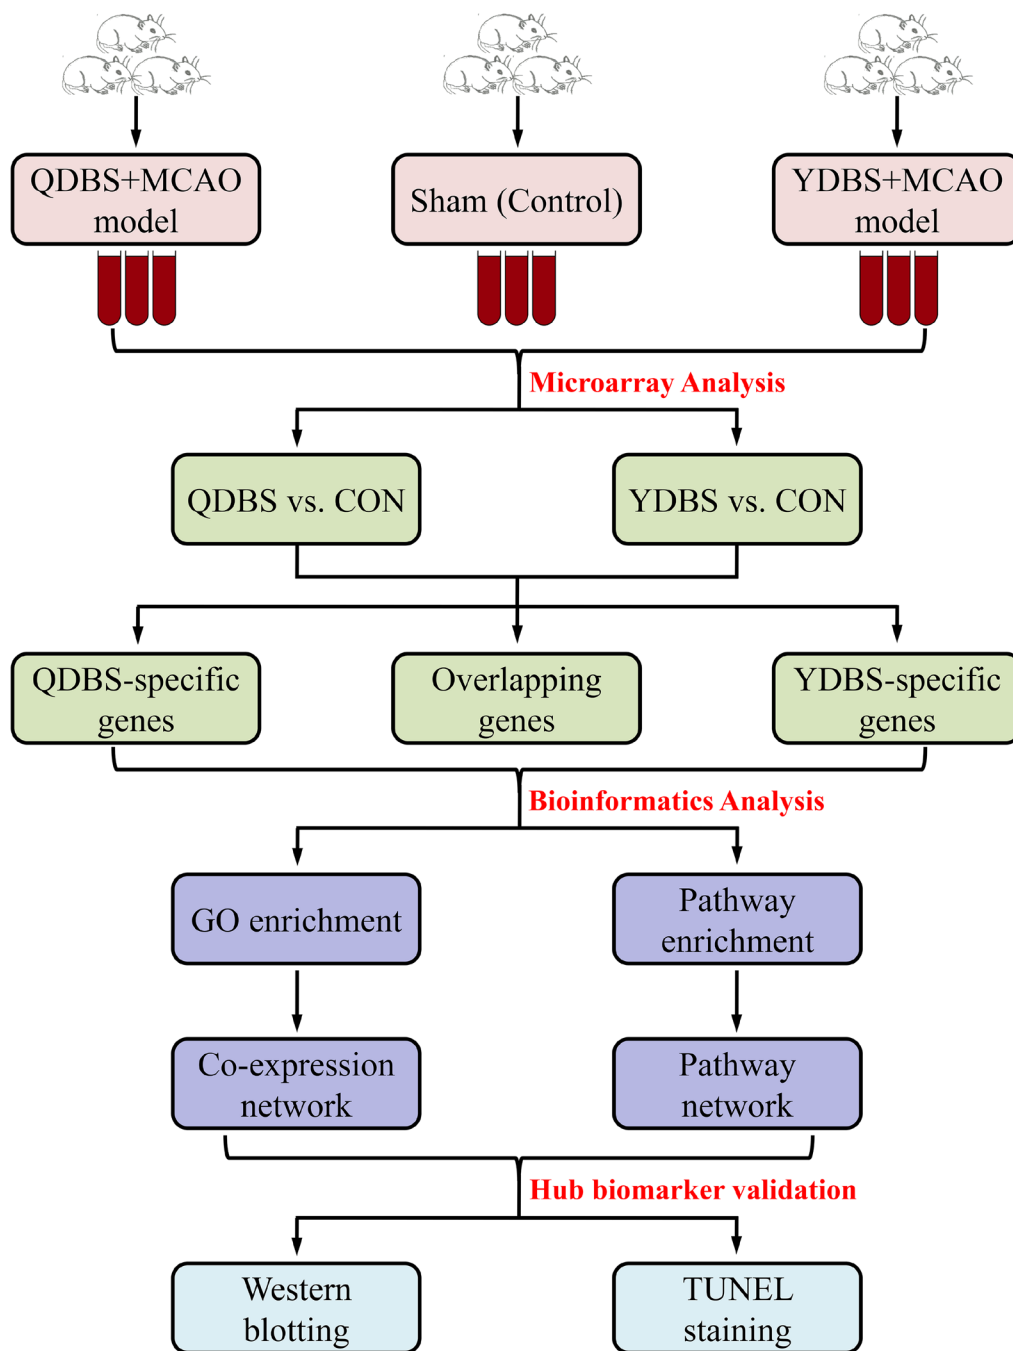 QDBS+MCAO
model
Sham (Control)
YDBS+MCAO
model
Microarray Analysis
QDBS vs. CON
YDBS vs. CON
QDBS-specific
genes
Overlapping
genes
YDBS-specific
genes
Bioinformatics Analysis
GO enrichment
Pathway
enrichment
Co-expression
network
Pathway
network
Hub biomarker validation
Western
blotting
TUNEL
staining